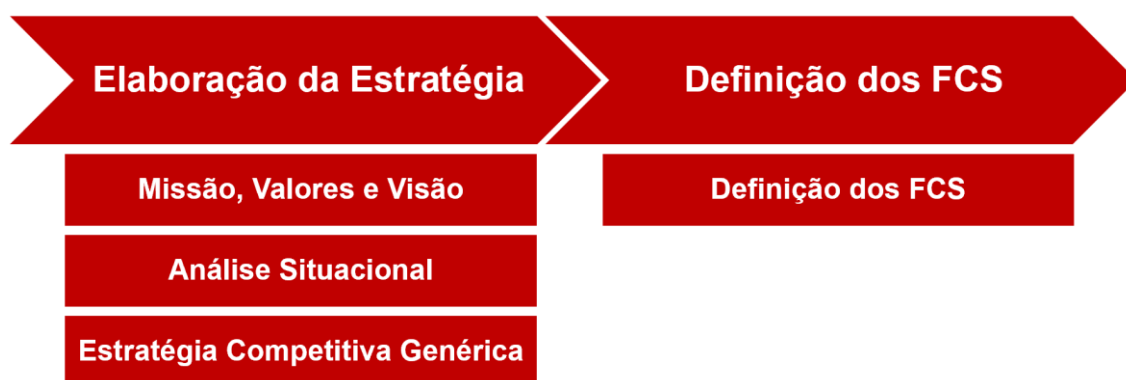 Elaboração da Estratégia
Definição dos FCS
Missão, Valores e Visão
Definição dos FCS
Análise Situacional
Estratégia Competitiva Genérica